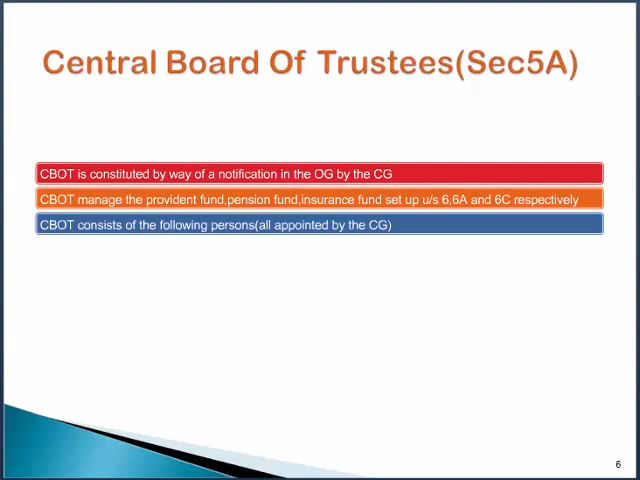 Central Board Of Trustees(Sec5A)
CBOT is constituted by way of a notification in the OG by the CG
CBOT manage the provident fund,pension fund,insurance fund set up u/s 6,6A and 6C respectively
CBOT consists of the following persons(all appointed by the CG)
6